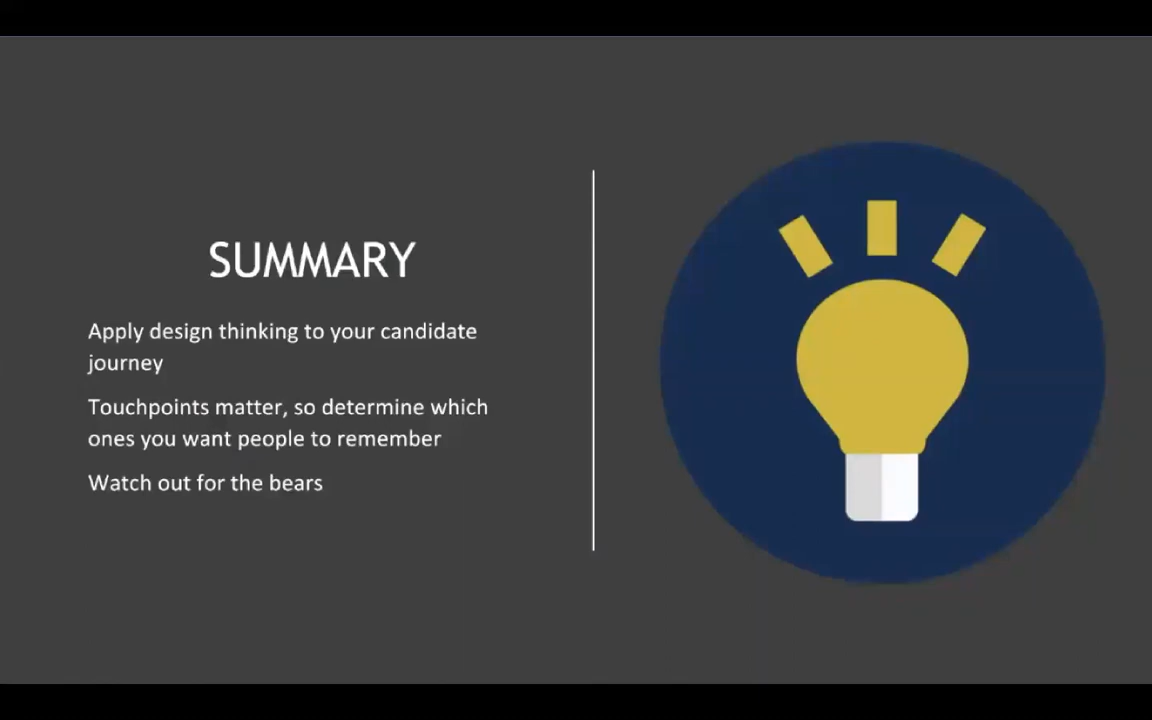 SUMMARY
Apply design thinking to your candidate
journey
Touchpoints matter, so determine which
ones you want people to remember
Watch out for the bears